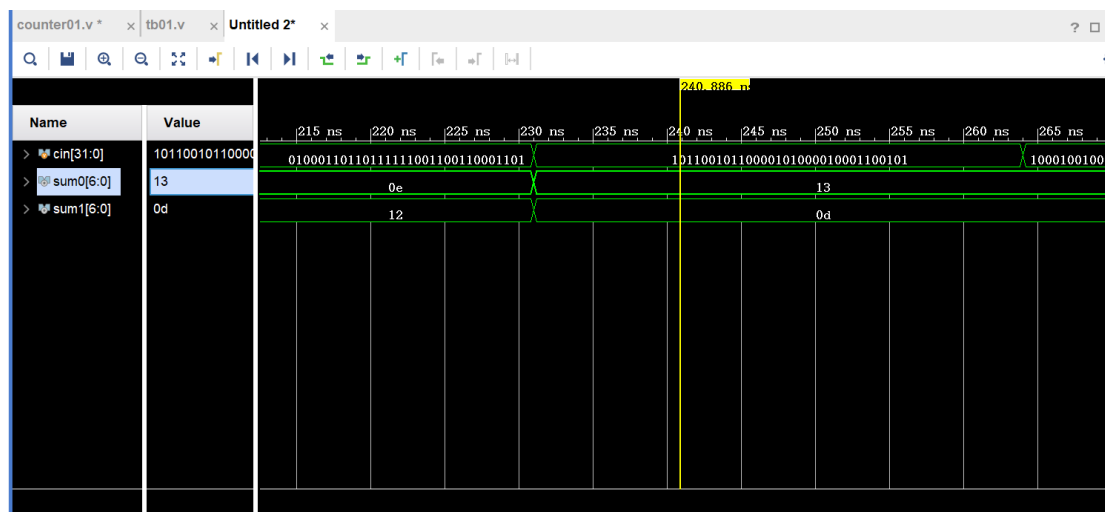 counter01.v * × tb01.v × Untitled 2* × ?
240.886 ns
Name Value
215 ns 220 ns 225 ns 230 ns 235 ns 240 ns 245 ns 250 ns 255 ns 260 ns 265 ns
> cin[31:0] 10110010110000 01000110110111111001100110001101 10110010110000101000010001100101 1000100100
> sum0[6:0] 13 0e 13
> sum1[6:0] 0d 12 0d